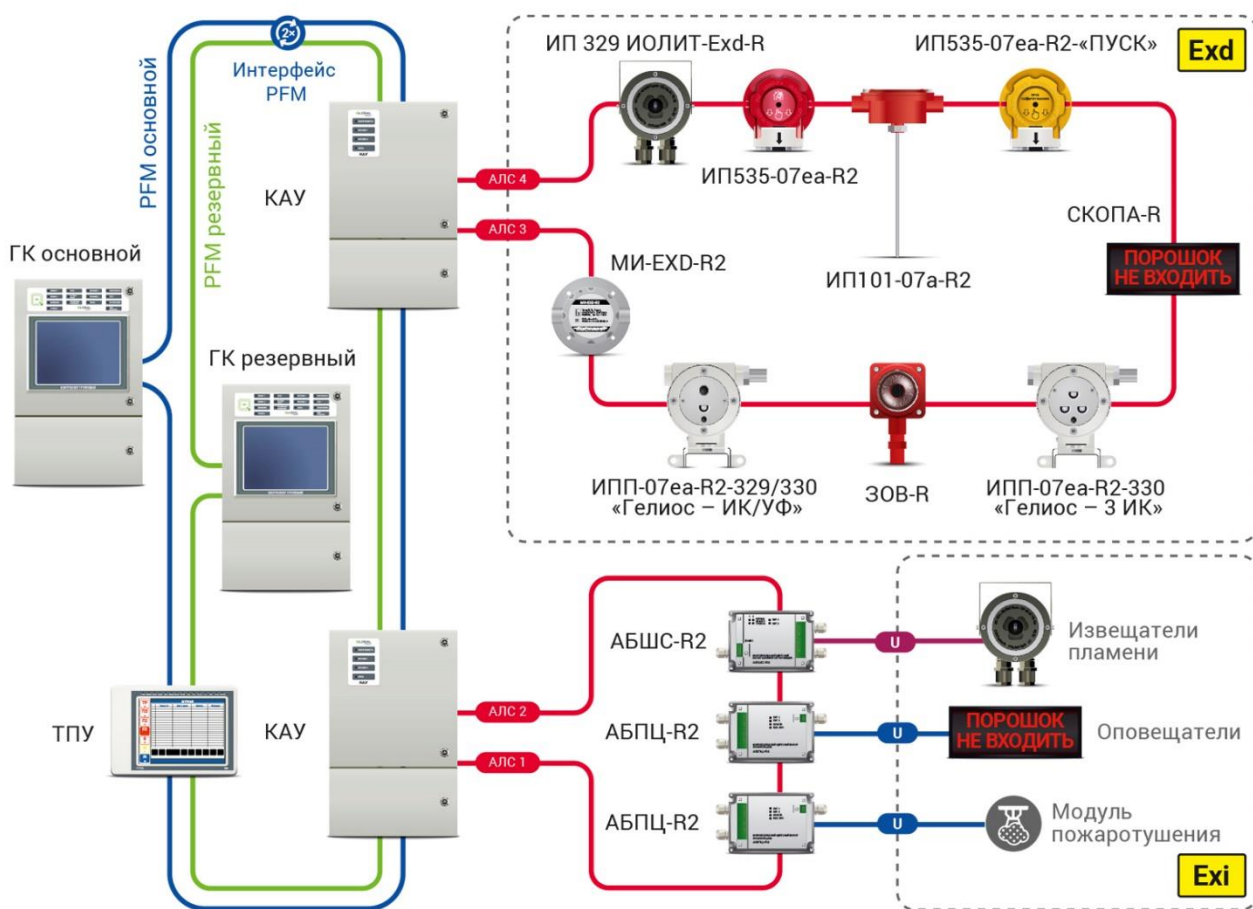 2×
Интерфейс
PFM
PFM основной
PFM резервный
ГК основной
ГК резервный
КАУ
КАУ
АЛС 4
АЛС 3
ИП 329 ИОЛИТ-Exd-R
ИП535-07еа-R2-«ПУСК»
Exd
ИП535-07еа-R2
СКОПА-R
МИ-EXD-R2
ИП101-07а-R2
ПОРОШОК
НЕ ВХОДИТЬ
ИПП-07еа-R2-329/330
«Гелиос – ИК/УФ»
ЗОВ-R
ИПП-07еа-R2-330
«Гелиос – 3 ИК»
ТПУ
КАУ
КАУ
АЛС 2
АЛС 1
АБШС-R2
U
Извещатели
пламени
АБПЦ-R2
U
ПОРОШОК
НЕ ВХОДИТЬ
Оповещатели
АБПЦ-R2
U
Модуль
пожаротушения
Exi